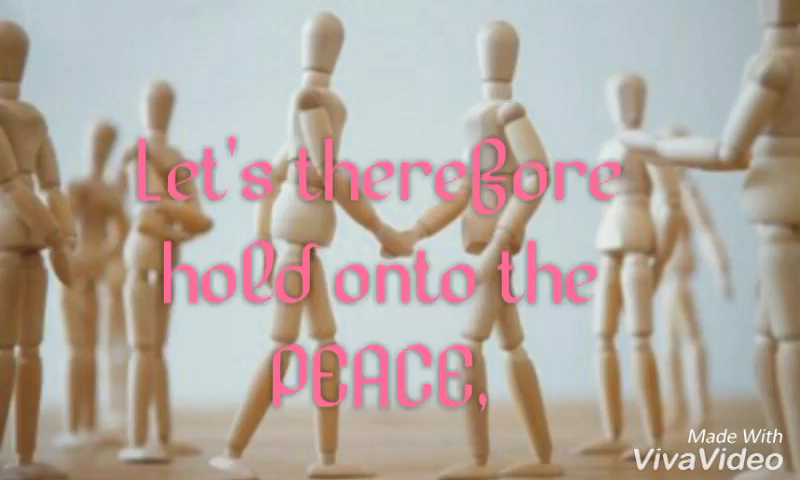 Let's therefore
hold onto the
PEACE,
Made With
VivaVideo